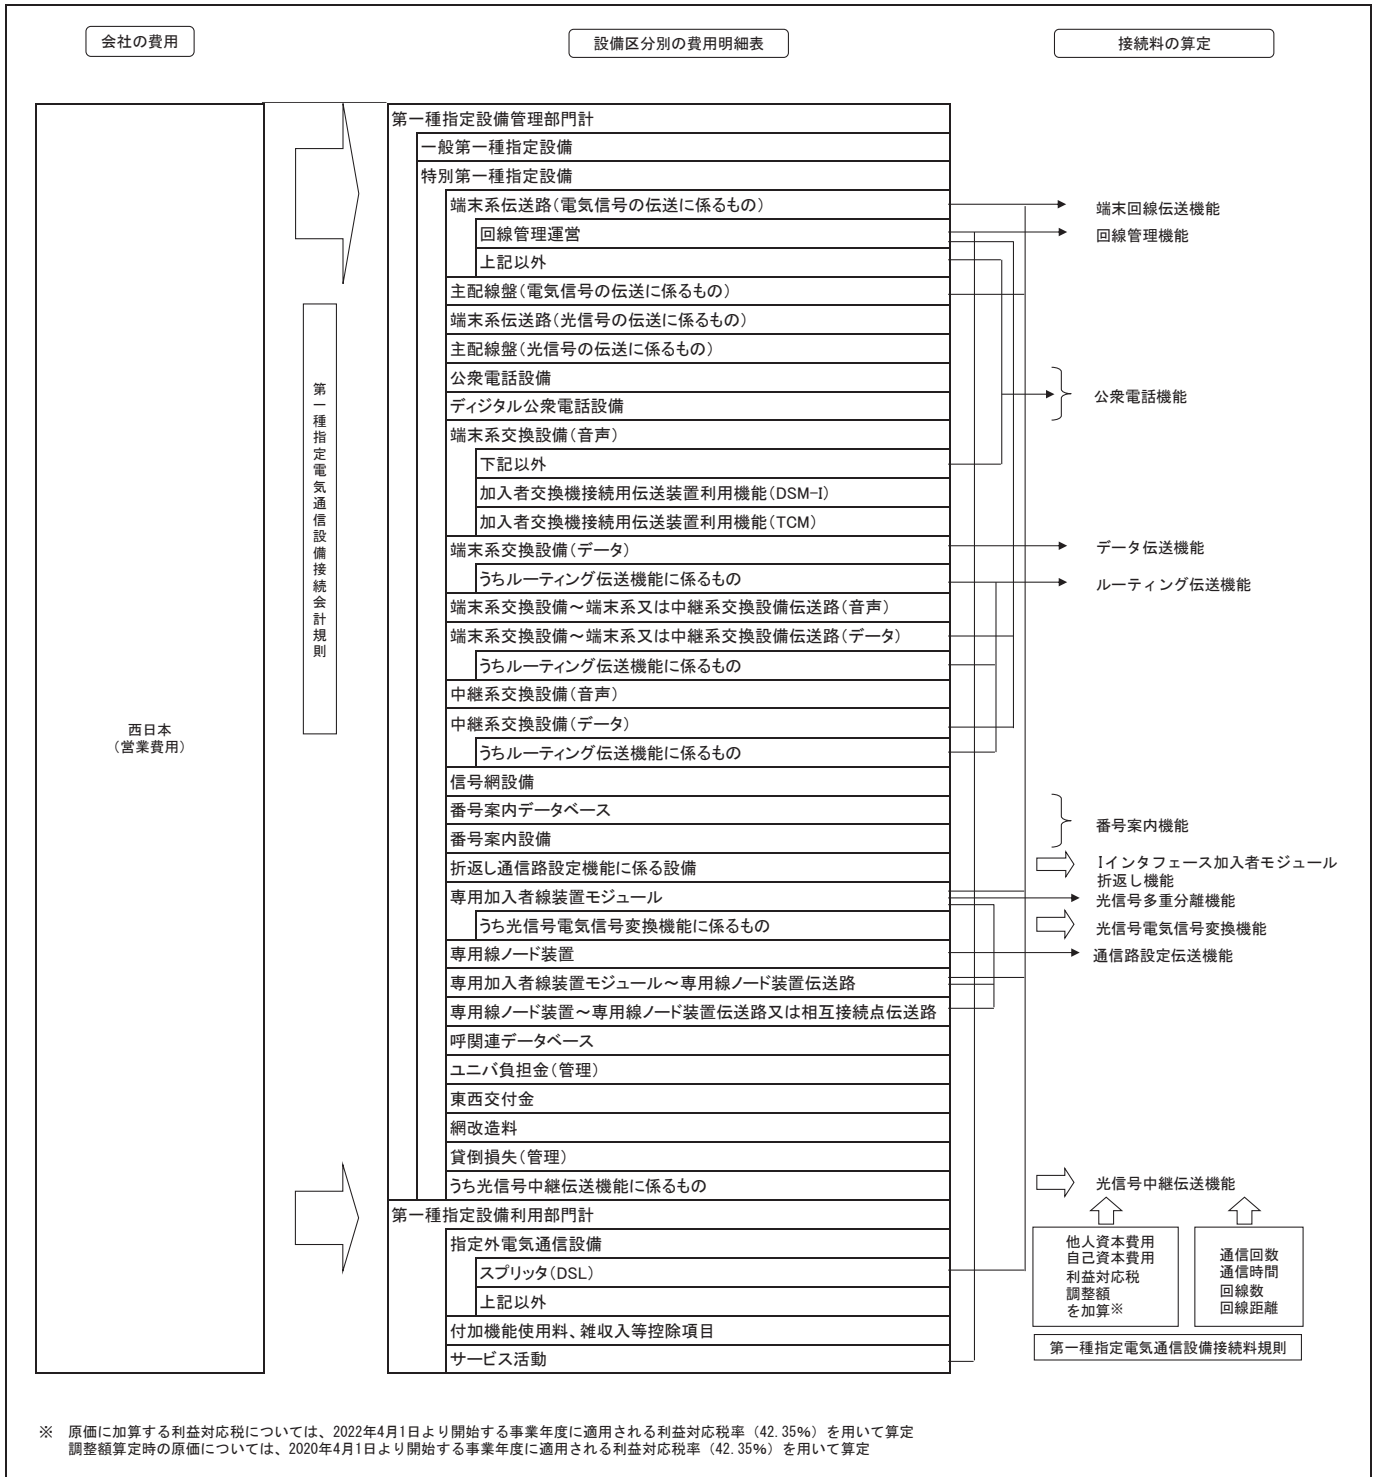 会社の費用
設備区分別の費用明細表
接続料の算定
西日本
（営業費用）
第一種指定電気通信設備接続会計規則
第一種指定設備管理部門計
一般第一種指定設備
特別第一種指定設備
端末系伝送路（電気信号の伝送に係るもの）
回線管理運営
上記以外
主配線盤（電気信号の伝送に係るもの）
端末系伝送路（光信号の伝送に係るもの）
主配線盤（光信号の伝送に係るもの）
公衆電話設備
ディジタル公衆電話設備
端末系交換設備（音声）
下記以外
加入者交換機接続用伝送装置利用機能（DSM-I）
加入者交換機接続用伝送装置利用機能（TCM）
端末系交換設備（データ）
うちルーティング伝送機能に係るもの
端末系交換設備～端末系又は中継系交換設備伝送路（音声）
端末系交換設備～端末系又は中継系交換設備伝送路（データ）
うちルーティング伝送機能に係るもの
中継系交換設備（音声）
中継系交換設備（データ）
うちルーティング伝送機能に係るもの
信号網設備
番号案内データベース
番号案内設備
折返し通信路設定機能に係る設備
専用加入者線装置モジュール
うち光信号電気信号変換機能に係るもの
専用線ノード装置
専用加入者線装置モジュール～専用線ノード装置伝送路
専用線ノード装置～専用線ノード装置伝送路又は相互接続点伝送路
呼関連データベース
ユニバ負担金（管理）
東西交付金
網改造料
貸倒損失（管理）
うち光信号中継伝送機能に係るもの
第一種指定設備利用部門計
指定外電気通信設備
スプリッタ（DSL）
上記以外
付加機能使用料、雑収入等控除項目
サービス活動
端末回線伝送機能
回線管理機能
公衆電話機能
データ伝送機能
ルーティング伝送機能
番号案内機能
Iインタフェース加入者モジュール
折返し機能
光信号多重分離機能
光信号電気信号変換機能
通信路設定伝送機能
光信号中継伝送機能
他人資本費用
自己資本費用
利益対応税
調整額
を加算※
通信回数
通信時間
回線数
回線距離
第一種指定電気通信設備接続料規則
※　原価に加算する利益対応税については、2022年4月1日より開始する事業年度に適用される利益対応税率（42.35%）を用いて算定
調整額算定時の原価については、2020年4月1日より開始する事業年度に適用される利益対応税率（42.35%）を用いて算定